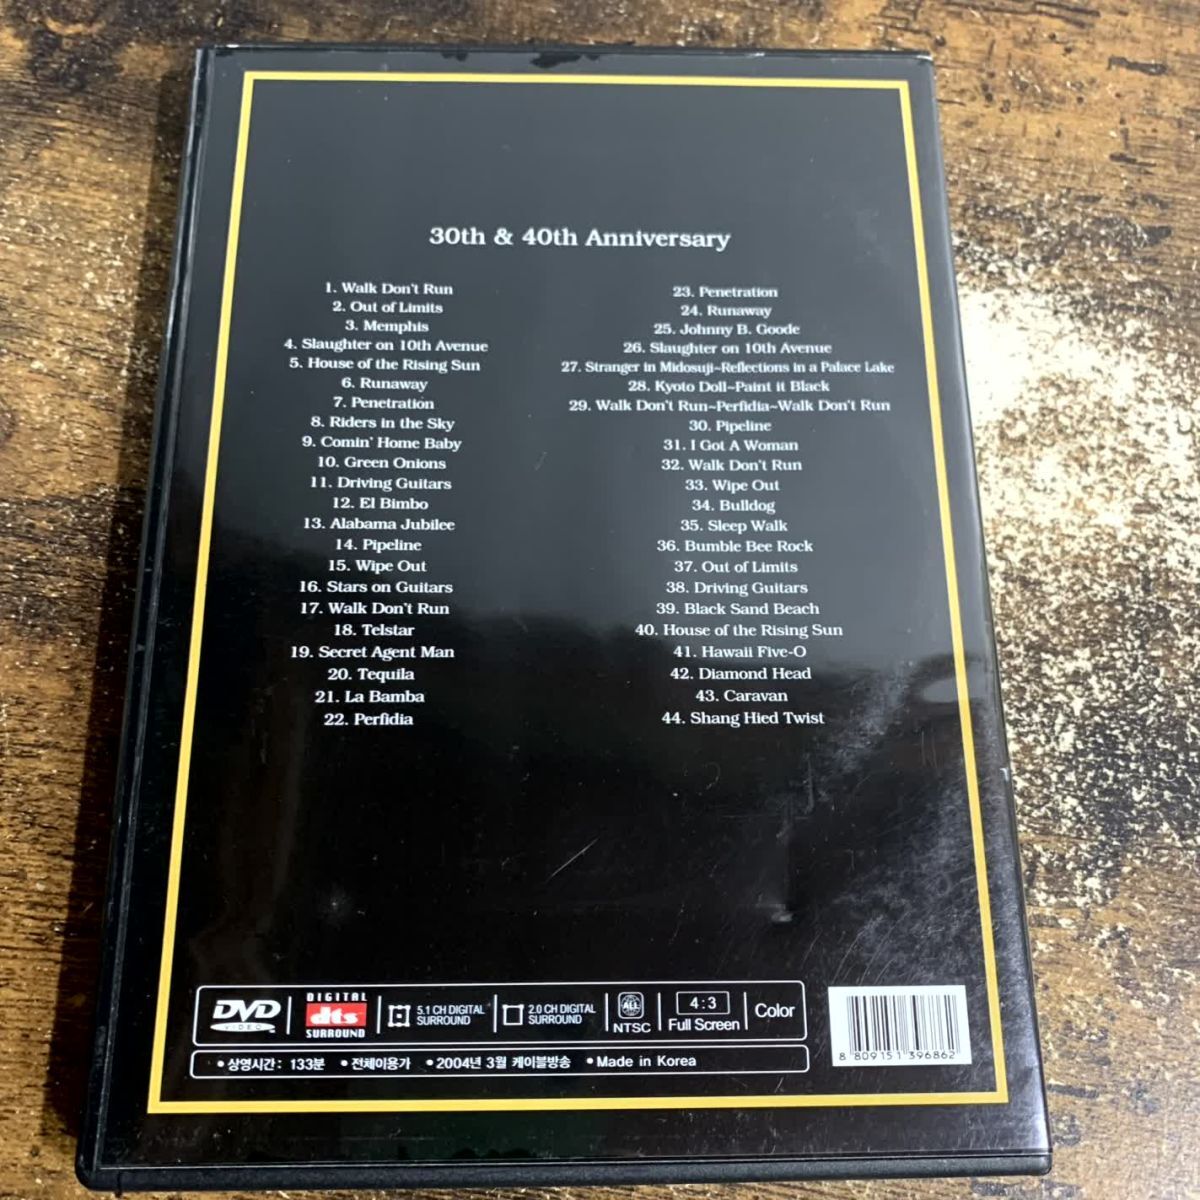 30th & 40th Anniversary
1. Walk Don't Run
2. Out of Limits
3. Memphis
4. Slaughter on 10th Avenue
5. House of the Rising Sun
6. Runaway
7. Penetration
8. Riders in the Sky
9. Comin' Home Baby
10. Green Onions
11. Driving Guitars
12. El Bimbo
13. Alabama Jubilee
14. Pipeline
15. Wipe Out
16. Stars on Guitars
17. Walk Don't Run
18. Telstar
19. Secret Agent Man
20. Tequila
21. La Bamba
22. Perfidia
23. Penetration
24. Runaway
25. Johnny B. Goode
26. Slaughter on 10th Avenue
27. Stranger in Midosuji~Reflections in a Palace Lake
28. Kyoto Doll~Paint it Black
29. Walk Don't Run~Perfidia~Walk Don't Run
30. Pipeline
31. I Got A Woman
32. Walk Don't Run
33. Wipe Out
34. Bulldog
35. Sleep Walk
36. Bumble Bee Rock
37. Out of Limits
38. Driving Guitars
39. Black Sand Beach
40. House of the Rising Sun
41. Hawaii Five-O
42. Diamond Head
43. Caravan
44. Shang Hied Twist
DVD
VIDEO
DIGITAL
dts
SURROUND
5.1 CH DIGITAL
SURROUND
2.0 CH DIGITAL
SURROUND
ALL
NTSC
4:3
Full Screen
Color
• 상영시간: 133분 • 전체이용가 • 2004년 3월 케이블방송 • Made in Korea
8 809151 396862